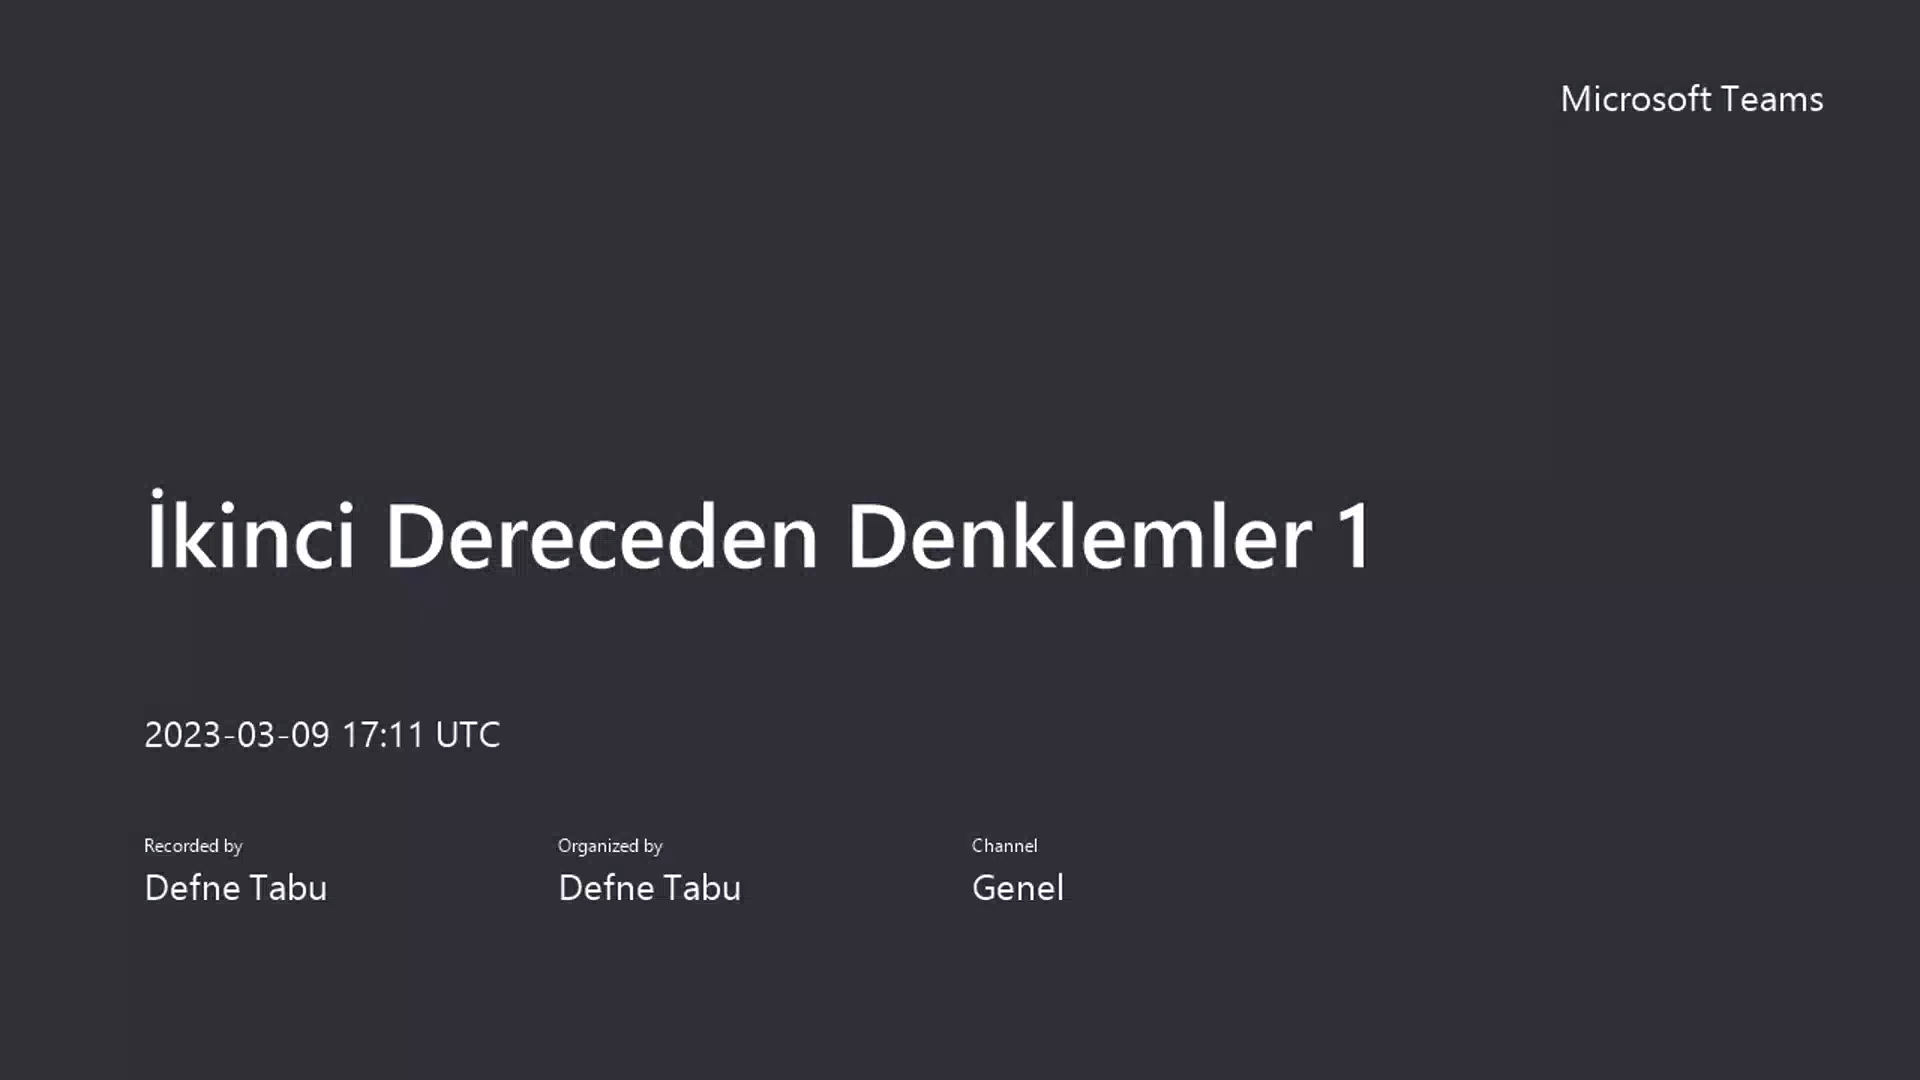 Microsoft Teams
İkinci Dereceden Denklemler 1
2023-03-09 17:11 UTC
Recorded by
Defne Tabu
Organized by
Defne Tabu
Channel
Genel